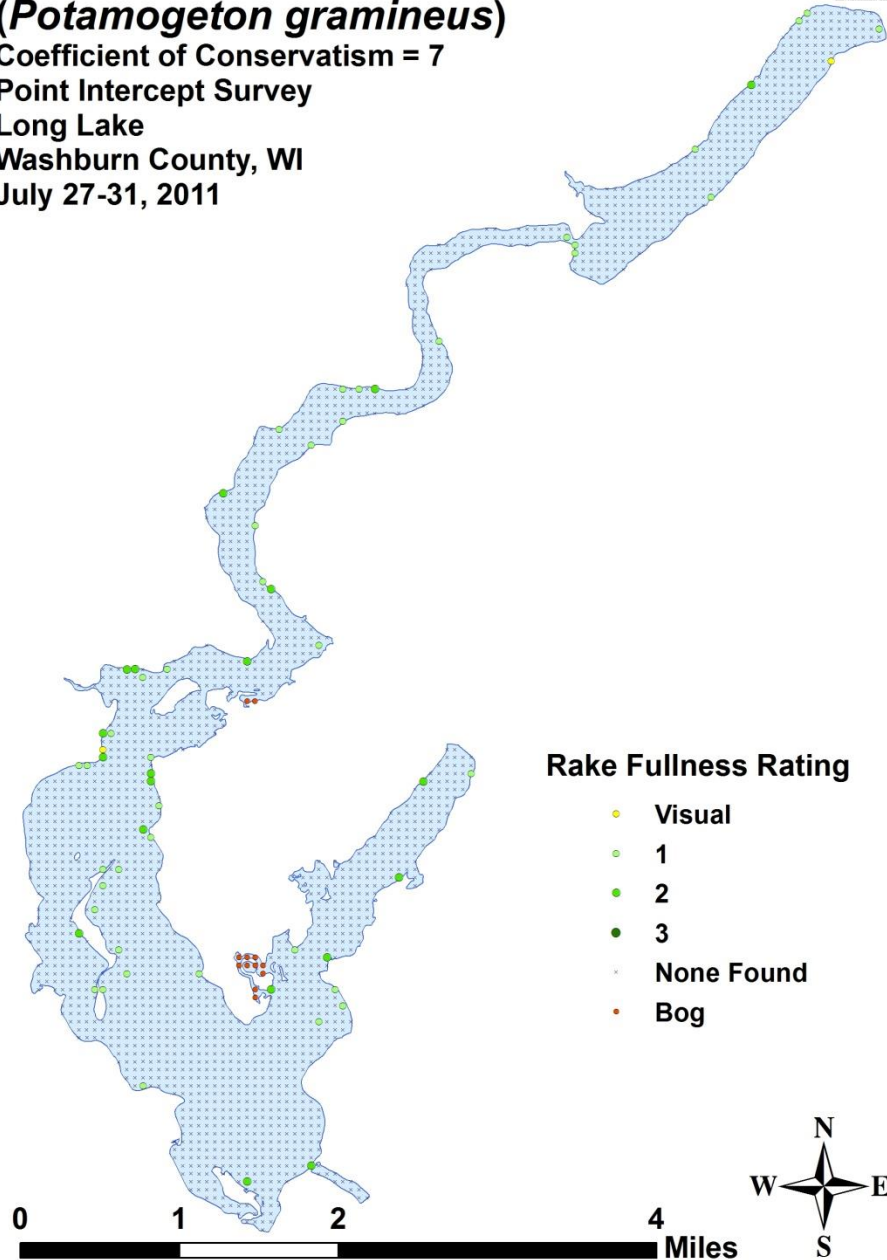 (Potamogeton gramineus)
Coefficient of Conservatism = 7
Point Intercept Survey
Long Lake
Washburn County, WI
July 27-31, 2011
Rake Fullness Rating
Visual
1
2
3
None Found
Bog
N
W E
S
0 1 2 4
Miles